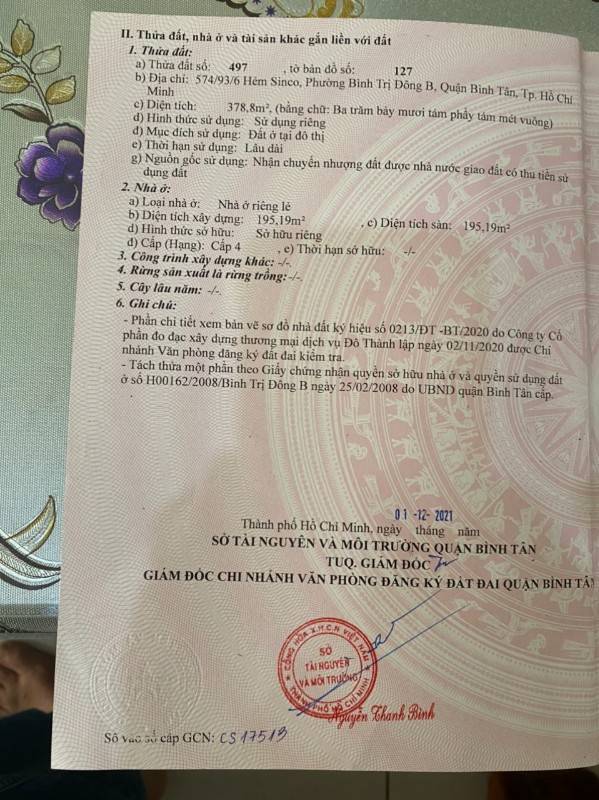 II. Thửa đất, nhà ở và tài sản khác gắn liền với đất
1. Thửa đất:
a) Thửa đất số: 497 , tờ bản đồ số: 127
b) Địa chỉ: 574/93/6 Hẻm Sinco, Phường Bình Trị Đông B, Quận Bình Tân, Tp. Hồ Chí
Minh
c) Diện tích: 378,8m², (bằng chữ: Ba trăm bảy mươi tám phẩy tám mét vuông)
d) Hình thức sử dụng: Sử dụng riêng
đ) Mục đích sử dụng: Đất ở tại đô thị
e) Thời hạn sử dụng: Lâu dài
g) Nguồn gốc sử dụng: Nhận chuyển nhượng đất được nhà nước giao đất có thu tiền sử
dụng đất
2. Nhà ở:
a) Loại nhà ở: Nhà ở riêng lẻ
b) Diện tích xây dựng: 195,19m² , c) Diện tích sàn: 195,19m²
d) Hình thức sở hữu: Sở hữu riêng
đ) Cấp (Hạng): Cấp 4 , e) Thời hạn sở hữu: -/-
3. Công trình xây dựng khác: -/-.
4. Rừng sản xuất là rừng trồng: -/-.
5. Cây lâu năm: -/-.
6. Ghi chú:
- Phần chi tiết xem bản vẽ sơ đồ nhà đất ký hiệu số 0213/ĐT -BT/2020 do Công ty Cổ
phần đo đạc xây dựng thương mại dịch vụ Đô Thành lập ngày 02/11/2020 được Chi
nhánh Văn phòng đăng ký đất đai kiểm tra.
- Tách thửa một phần theo Giấy chứng nhận quyền sở hữu nhà ở và quyền sử dụng đất
ở số H00162/2008/Bình Trị Đông B ngày 25/02/2008 do UBND quận Bình Tân cấp.
01 -12- 2021
Thành phố Hồ Chí Minh, ngày tháng năm
SỞ TÀI NGUYÊN VÀ MÔI TRƯỜNG QUẬN BÌNH TÂN
TUQ. GIÁM ĐỐC
GIÁM ĐỐC CHI NHÁNH VĂN PHÒNG ĐĂNG KÝ ĐẤT ĐAI QUẬN BÌNH TÂN
CỘNG HÒA X.H.C.N VIỆT NAM
SỞ
TÀI NGUYÊN
VÀ MÔI TRƯỜNG
THÀNH PHỐ HỒ CHÍ MINH
Nguyễn Thanh Bình
Số vào sổ cấp GCN: CS 17513